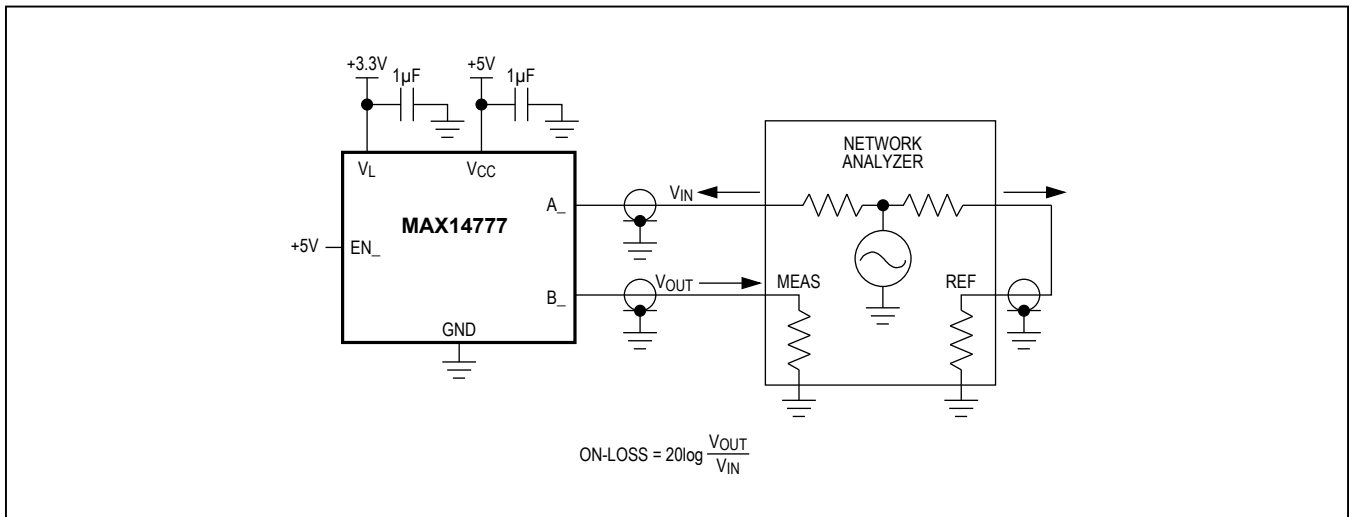 +3.3V
1µF
+5V
1µF
VL
VCC
NETWORK
ANALYZER
A_
VIN
MAX14777
+5V
EN_
B_
VOUT
MEAS
REF
GND
ON-LOSS = 20log VOUT
VIN